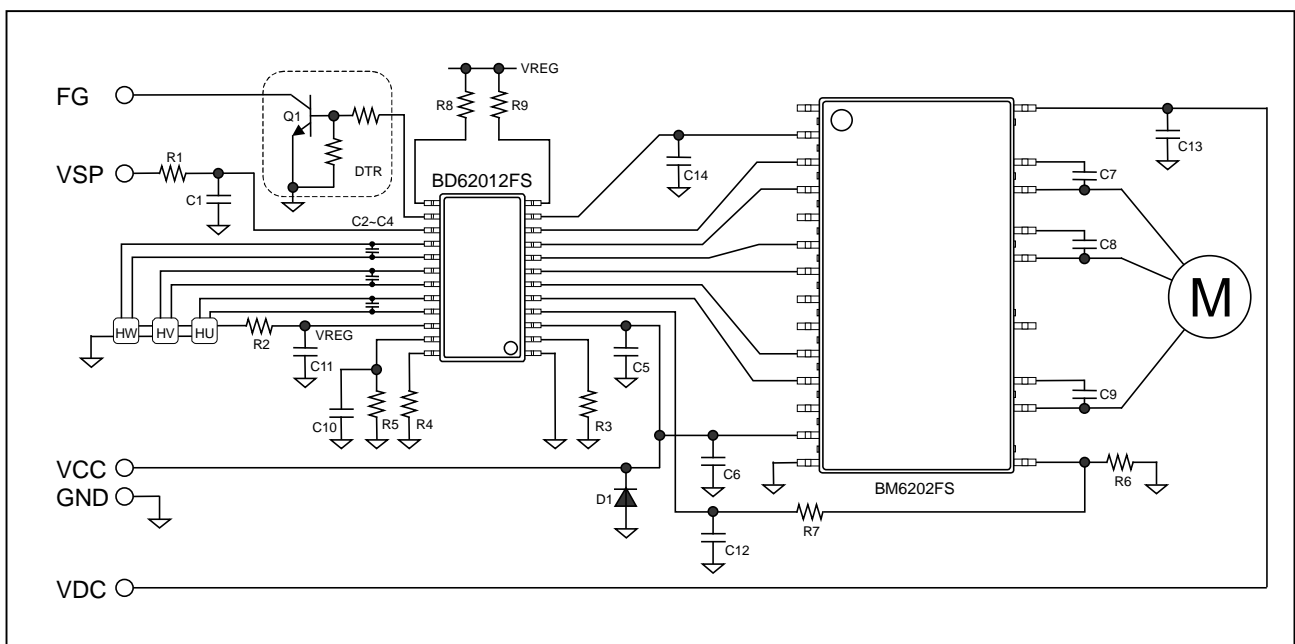 VREG
FG
R8
R9
Q1
C13
R1
C14
C7
VSP
DTR
BD62012FS
C1
C2~C4
C8
M
HW
HV
HU
VREG
R2
C11
C5
C9
C10
R5
R4
R3
VCC
C6
R6
GND
D1
BM6202FS
R7
C12
VDC